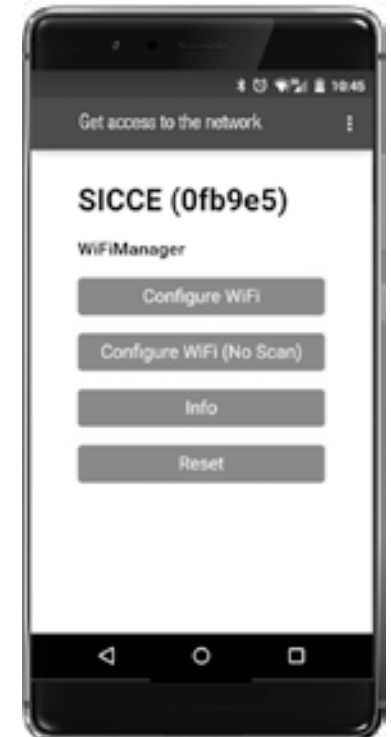 10:45
Get access to the network
SICCE (0fb9e5)
WiFiManager
Configure WiFi
Configure WiFi (No Scan)
Info
Reset